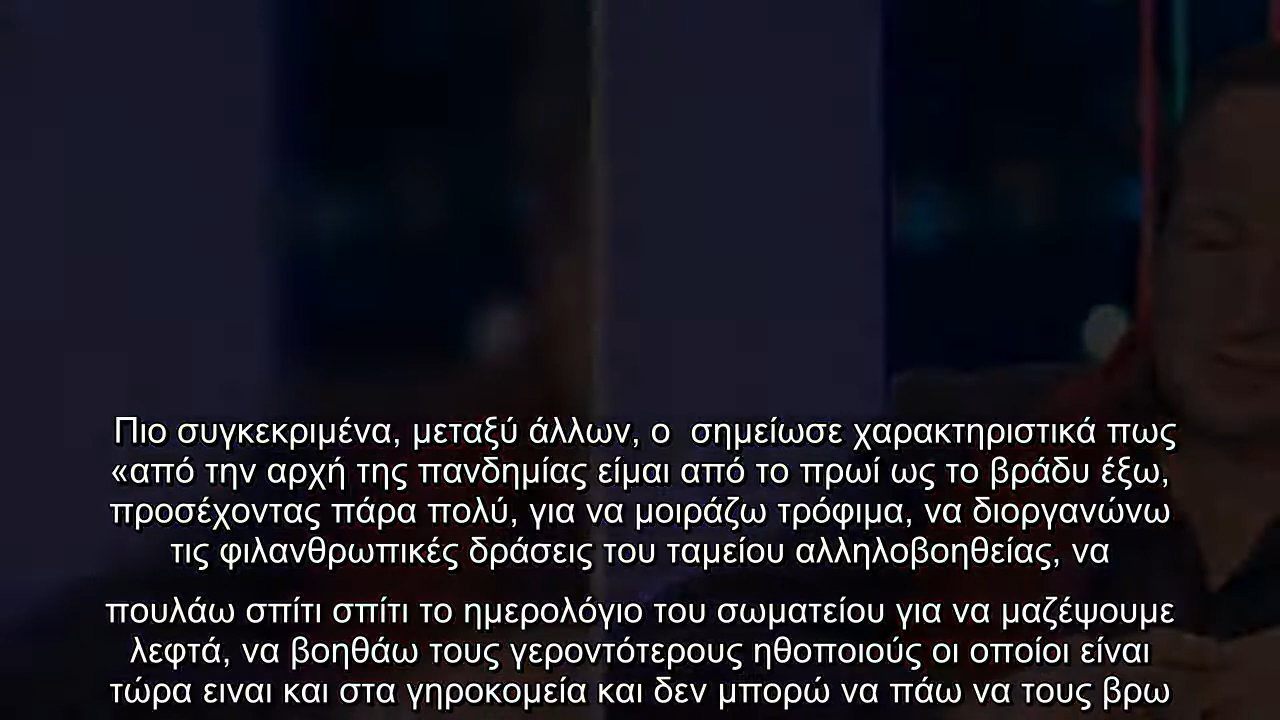 Πιο συγκεκριμένα, μεταξύ άλλων, ο  σημείωσε χαρακτηριστικά πως
«από την αρχή της πανδημίας είμαι από το πρωί ως το βράδυ έξω,
προσέχοντας πάρα πολύ, για να μοιράζω τρόφιμα, να διοργανώνω
τις φιλανθρωπικές δράσεις του ταμείου αλληλοβοηθείας, να
πουλάω σπίτι σπίτι το ημερολόγιο του σωματείου για να μαζέψουμε
λεφτά, να βοηθάω τους γεροντότερους ηθοποιούς οι οποίοι είναι
τώρα ειναι και στα γηροκομεία και δεν μπορώ να πάω να τους βρω